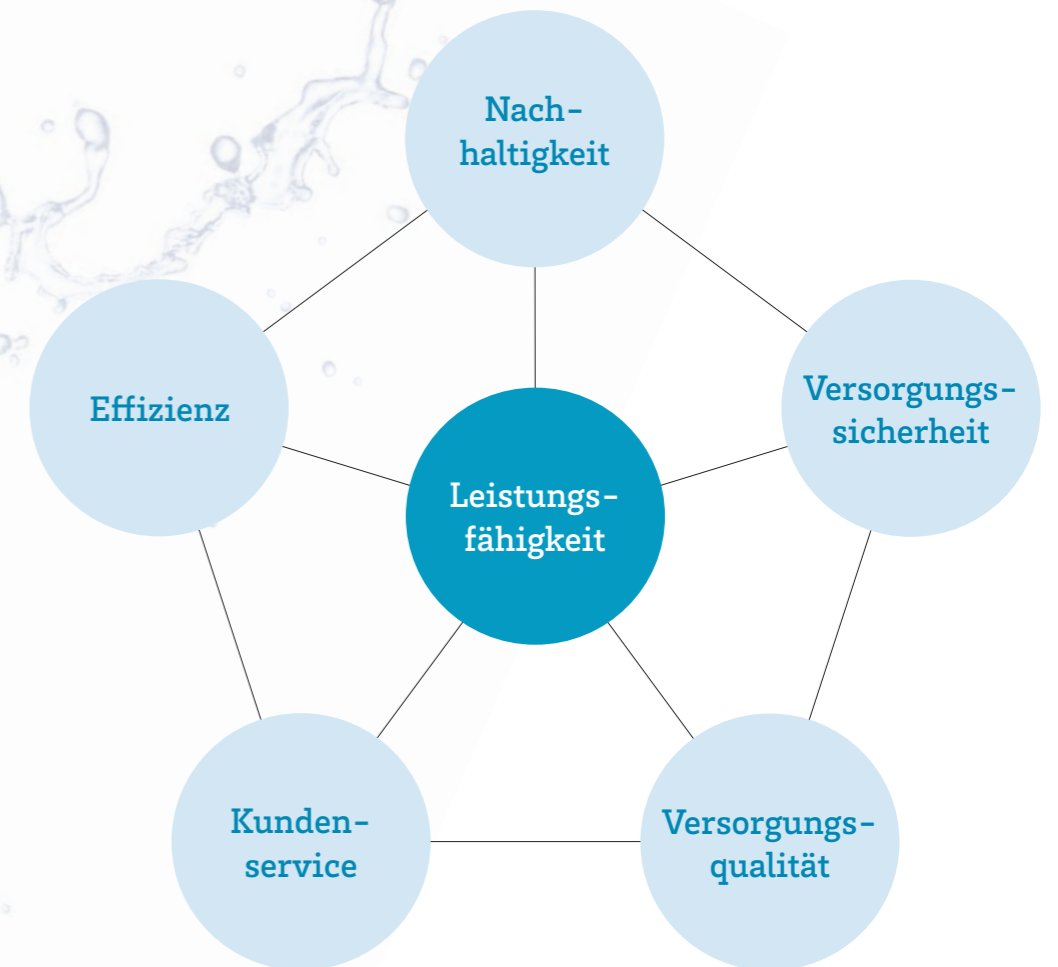 Nach-
haltigkeit
Effizienz
Versorgungs-
sicherheit
Leistungs-
fähigkeit
Kunden-
service
Versorgungs-
qualität